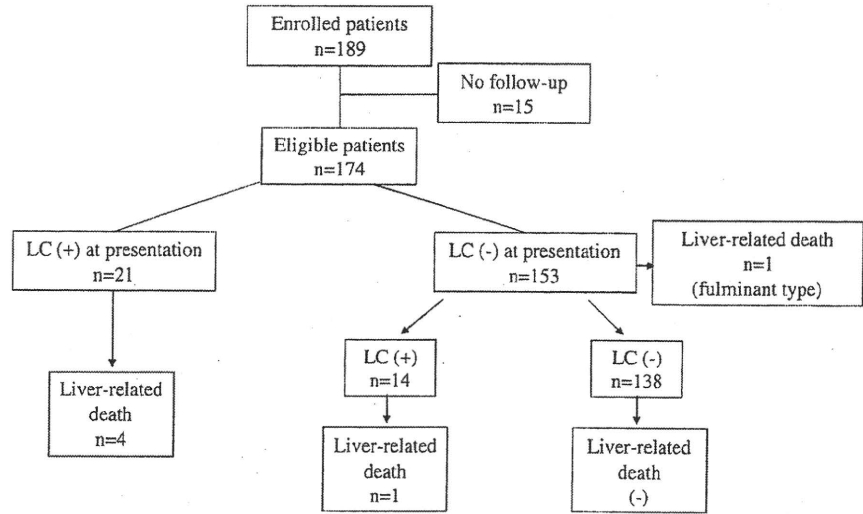 Enrolled patients
n=189
No follow-up
n=15
Eligible patients
n=174
LC (+) at presentation
n=21
LC (-) at presentation
n=153
Liver-related death
n=1
(fulminant type)
LC (+)
n=14
LC (-)
n=138
Liver-related
death
n=4
Liver-related
death
n=1
Liver-related
death
(-)